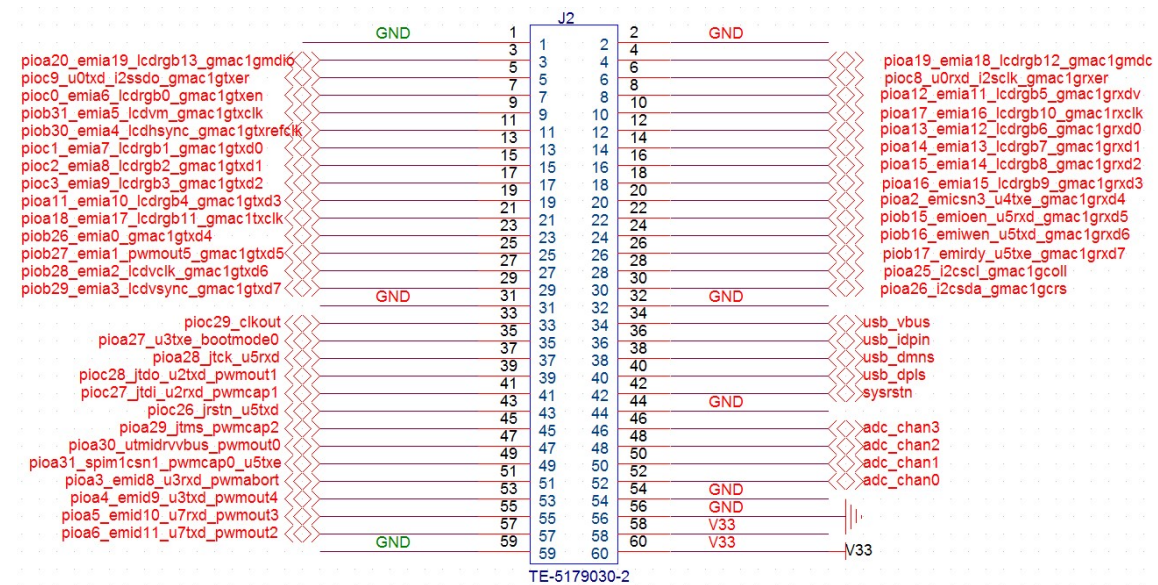 J2
GND 1 1 2 2 GND
pioa20_emia19_lcdrgb13_gmac1gmdio 3 3 4 4 pioa19_emia18_lcdrgb12_gmac1gmdc
pioc9_u0txd_i2ssdo_gmac1gtxer 5 5 6 6 pioc8_u0rxd_i2sclk_gmac1grxer
pioc0_emia6_lcdrgb0_gmac1gtxen 7 7 8 8 pioa12_emia11_lcdrgb5_gmac1grxdv
piob31_emia5_lcdvm_gmac1gtxclk 9 9 10 10 pioa17_emia16_lcdrgb10_gmac1rxclk
piob30_emia4_lcdhsync_gmac1gtxrefclk 11 11 12 12 pioa13_emia12_lcdrgb6_gmac1grxd0
pioc1_emia7_lcdrgb1_gmac1gtxd0 13 13 14 14 pioa14_emia13_lcdrgb7_gmac1grxd1
pioc2_emia8_lcdrgb2_gmac1gtxd1 15 15 16 16 pioa15_emia14_lcdrgb8_gmac1grxd2
pioc3_emia9_lcdrgb3_gmac1gtxd2 17 17 18 18 pioa16_emia15_lcdrgb9_gmac1grxd3
pioa11_emia10_lcdrgb4_gmac1gtxd3 19 19 20 20 pioa2_emicsn3_u4txe_gmac1grxd4
pioa18_emia17_lcdrgb11_gmac1txclk 21 21 22 22 piob15_emioen_u5rxd_gmac1grxd5
piob26_emia0_gmac1gtxd4 23 23 24 24 piob16_emiwen_u5txd_gmac1grxd6
piob27_emia1_pwmout5_gmac1gtxd5 25 25 26 26 piob17_emirdy_u5txe_gmac1grxd7
piob28_emia2_lcdvclk_gmac1gtxd6 27 27 28 28 pioa25_i2cscl_gmac1gcoll
piob29_emia3_lcdvsync_gmac1gtxd7 29 29 30 30 pioa26_i2csda_gmac1gcrs
GND 31 31 32 32 GND
pioc29_clkout 33 33 34 34 usb_vbus
pioa27_u3txe_bootmode0 35 35 36 36 usb_idpin
pioa28_jtck_u5rxd 37 37 38 38 usb_dmns
pioc28_jtdo_u2txd_pwmout1 39 39 40 40 usb_dpls
pioc27_jtdi_u2rxd_pwmcap1 41 41 42 42 sysrstn
pioc26_jrstn_u5txd 43 43 44 44 GND
pioa29_jtms_pwmcap2 45 45 46 46 adc_chan3
pioa30_utmidrvvbus_pwmout0 47 47 48 48 adc_chan2
pioa31_spim1csn1_pwmcap0_u5txe 49 49 50 50 adc_chan1
pioa3_emid8_u3rxd_pwmabort 51 51 52 52 adc_chan0
pioa4_emid9_u3txd_pwmout4 53 53 54 54 GND
pioa5_emid10_u7rxd_pwmout3 55 55 56 56 GND
pioa6_emid11_u7txd_pwmout2 57 57 58 58 V33
GND 59 59 60 60 V33 V33
TE-5179030-2